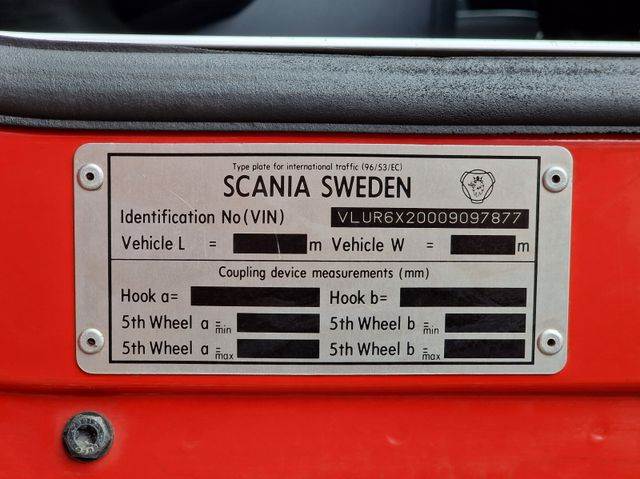 Type plate for international traffic (96/53/EC)
SCANIA SWEDEN
Identification No (VIN) VLUR6X20009097877
Vehicle L = m Vehicle W = m
Coupling device measurements (mm)
Hook a= Hook b=
5th Wheel a = min 5th Wheel b = min
5th Wheel a = max 5th Wheel b = max